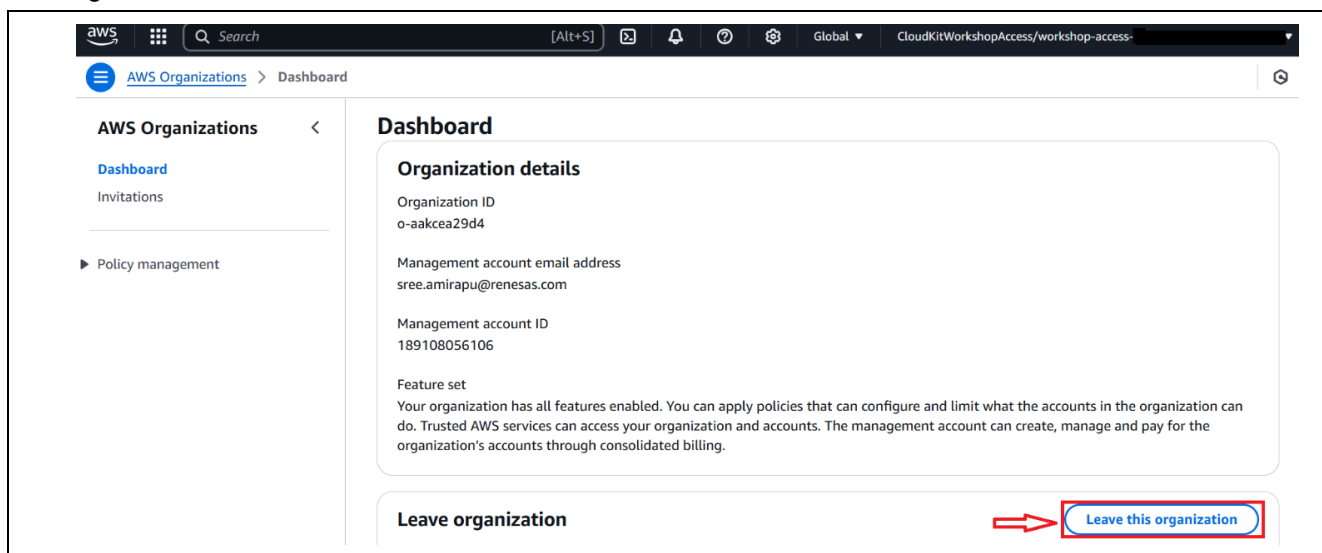 aws Search [Alt+S] Global CloudKitWorkshopAccess/workshop-access-
AWS Organizations > Dashboard
AWS Organizations
Dashboard
Invitations
Policy management
Dashboard
Organization details
Organization ID
o-aakcea29d4
Management account email address
sree.amirapu@renesas.com
Management account ID
189108056106
Feature set
Your organization has all features enabled. You can apply policies that can configure and limit what the accounts in the organization can
do. Trusted AWS services can access your organization and accounts. The management account can create, manage and pay for the
organization's accounts through consolidated billing.
Leave organization
Leave this organization